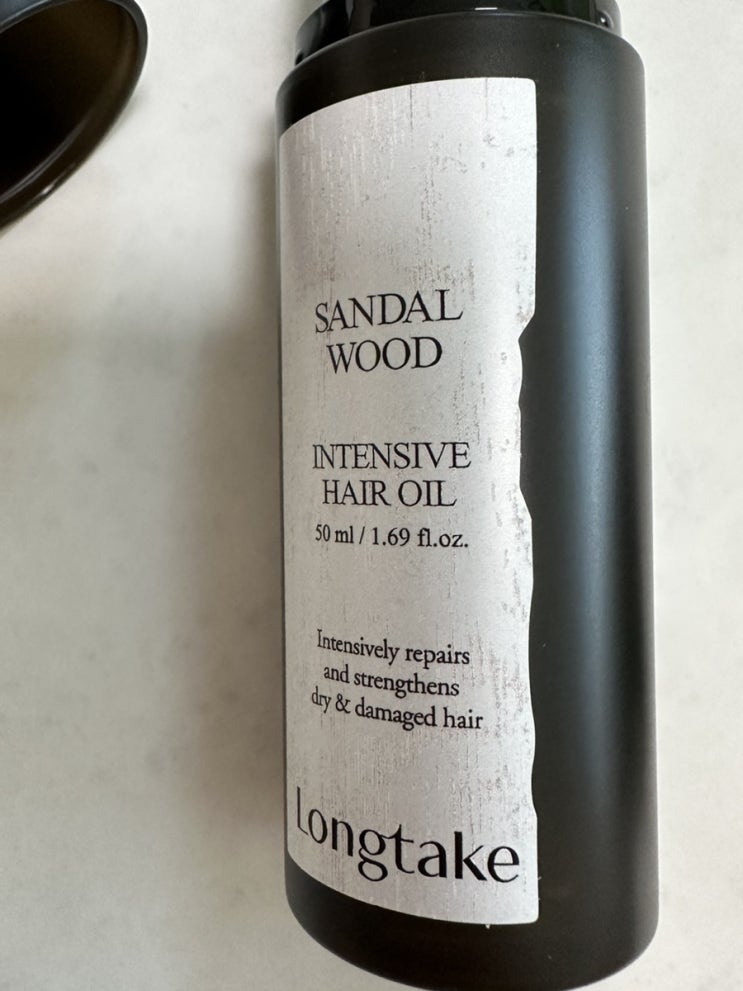 SANDAL
WOOD
INTENSIVE
HAIR OIL
50 ml / 1.69 fl.oz.
Intensively repairs
and strengthens
dry & damaged hair
Longtake